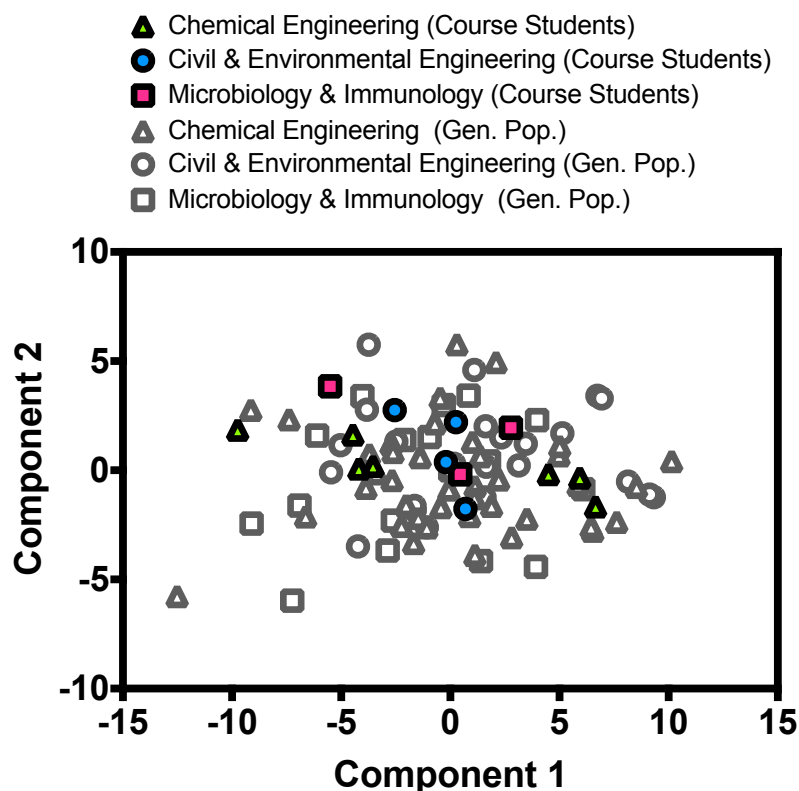 Chemical Engineering (Course Students)
Civil & Environmental Engineering (Course Students)
Microbiology & Immunology (Course Students)
Chemical Engineering (Gen. Pop.)
Civil & Environmental Engineering (Gen. Pop.)
Microbiology & Immunology (Gen. Pop.)
10
5
0
-5
-10
Component 2
-15
-10
-5
0
5
10
15
Component 1